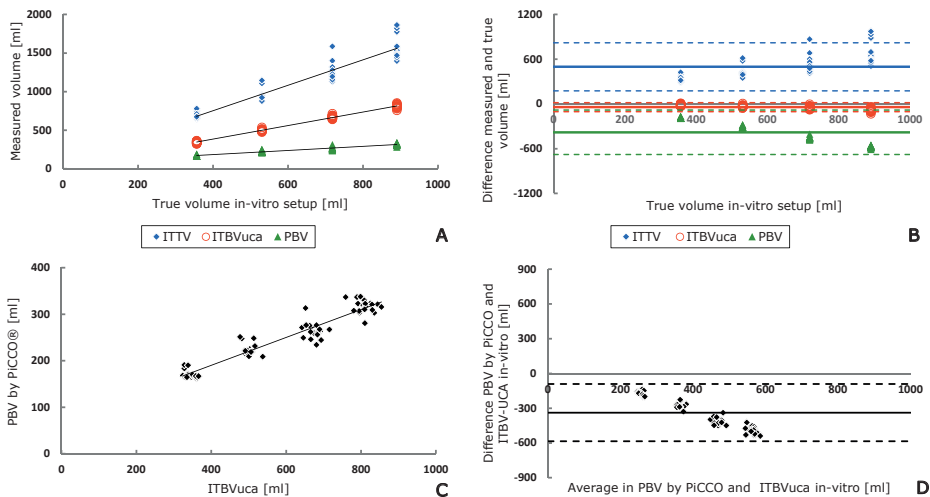 2000
1500
1000
500
0
0
200
400
600
800
1000
Measured volume [ml]
True volume in-vitro setup [ml]
ITTV
ITBVuca
PBV
A
1200
600
0
-600
-1200
0
200
400
600
800
1000
Difference measured and true
volume [ml]
True volume in-vitro setup [ml]
ITTV
ITBVuca
PBV
B
400
300
200
100
0
0
200
400
600
800
1000
PBV by PiCCO® [ml]
ITBVuca [ml]
C
900
600
300
0
-300
-600
-900
0
200
400
600
800
1000
Difference PBV by PiCCO and
ITBV-UCA in-vitro [ml]
Average in PBV by PiCCO and ITBVuca in-vitro [ml]
D